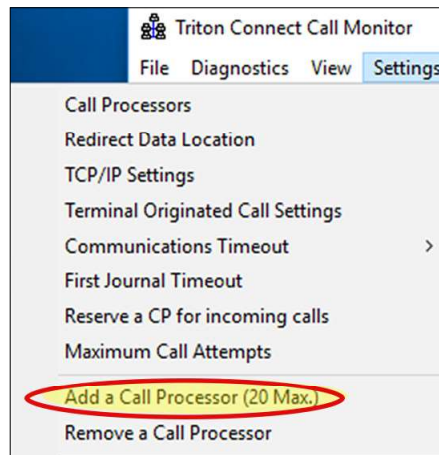 Triton Connect Call Monitor
File Diagnostics View Settings
Call Processors
Redirect Data Location
TCP/IP Settings
Terminal Originated Call Settings
Communications Timeout >
First Journal Timeout
Reserve a CP for incoming calls
Maximum Call Attempts
Add a Call Processor (20 Max.)
Remove a Call Processor